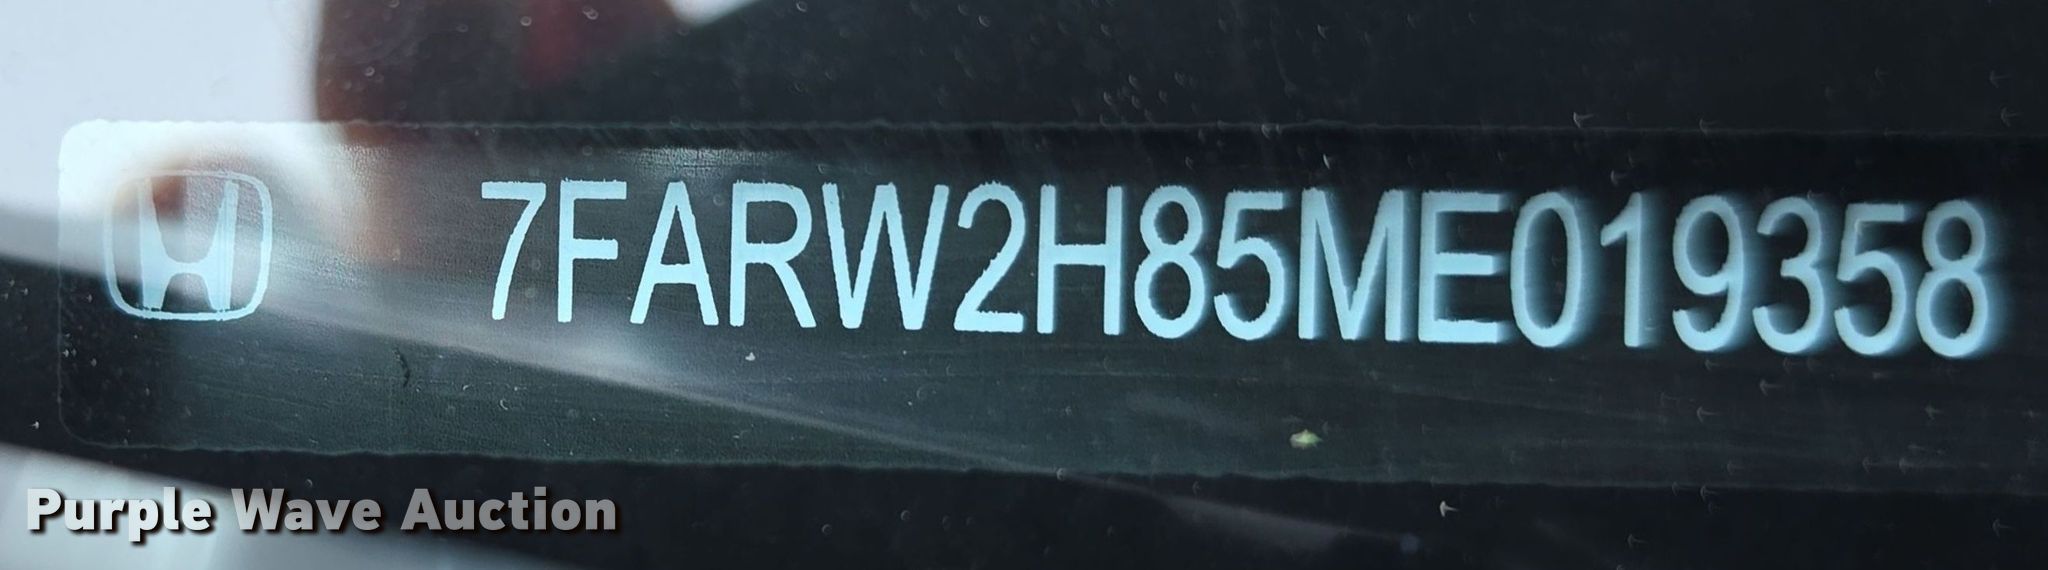 7FARW2H85ME019358
Purple Wave Auction